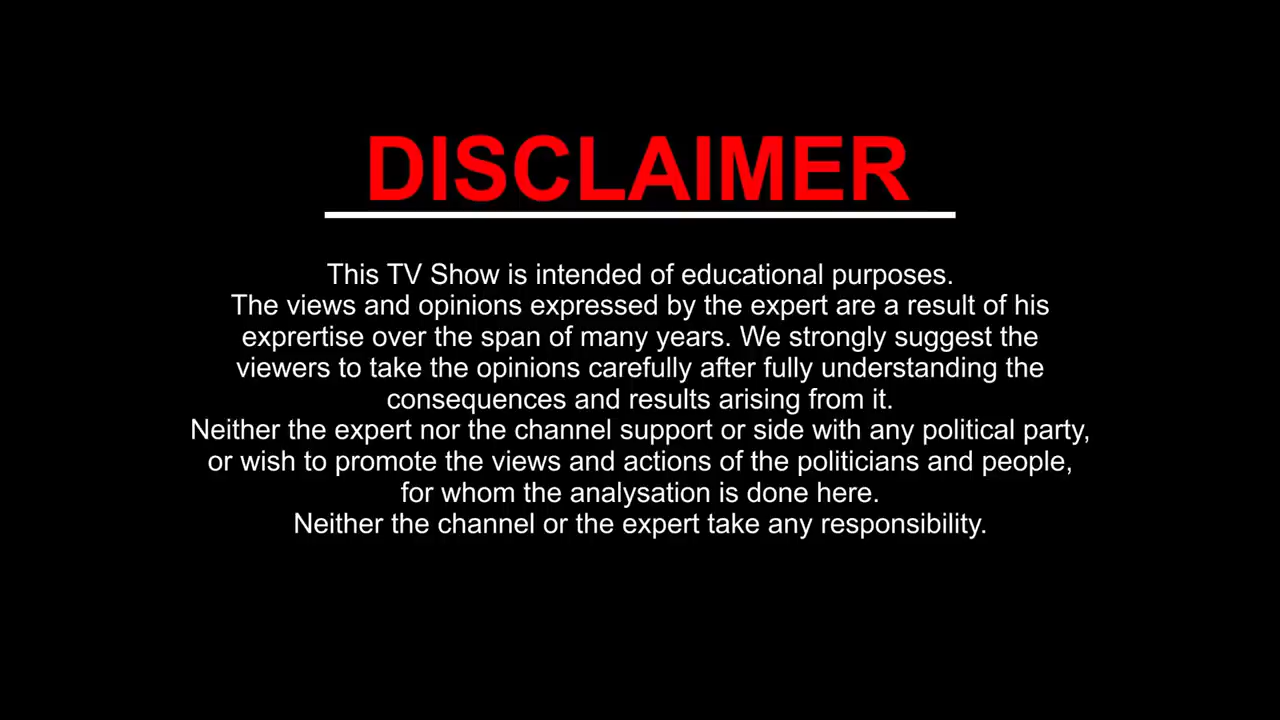 DISCLAIMER
This TV Show is intended of educational purposes.
The views and opinions expressed by the expert are a result of his
exprertise over the span of many years. We strongly suggest the
viewers to take the opinions carefully after fully understanding the
consequences and results arising from it.
Neither the expert nor the channel support or side with any political party,
or wish to promote the views and actions of the politicians and people,
for whom the analysation is done here.
Neither the channel or the expert take any responsibility.